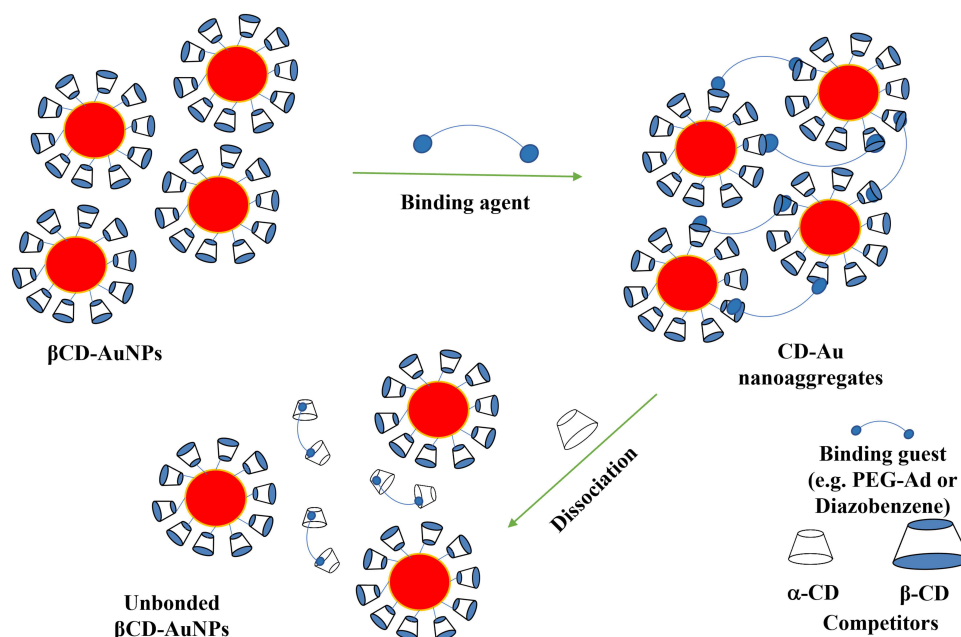 Binding agent
βCD-AuNPs
CD-Au
nanoaggregates
Dissociation
Binding guest
(e.g. PEG-Ad or
Diazobenzene)
α-CD
β-CD
Competitors
Unbonded
βCD-AuNPs